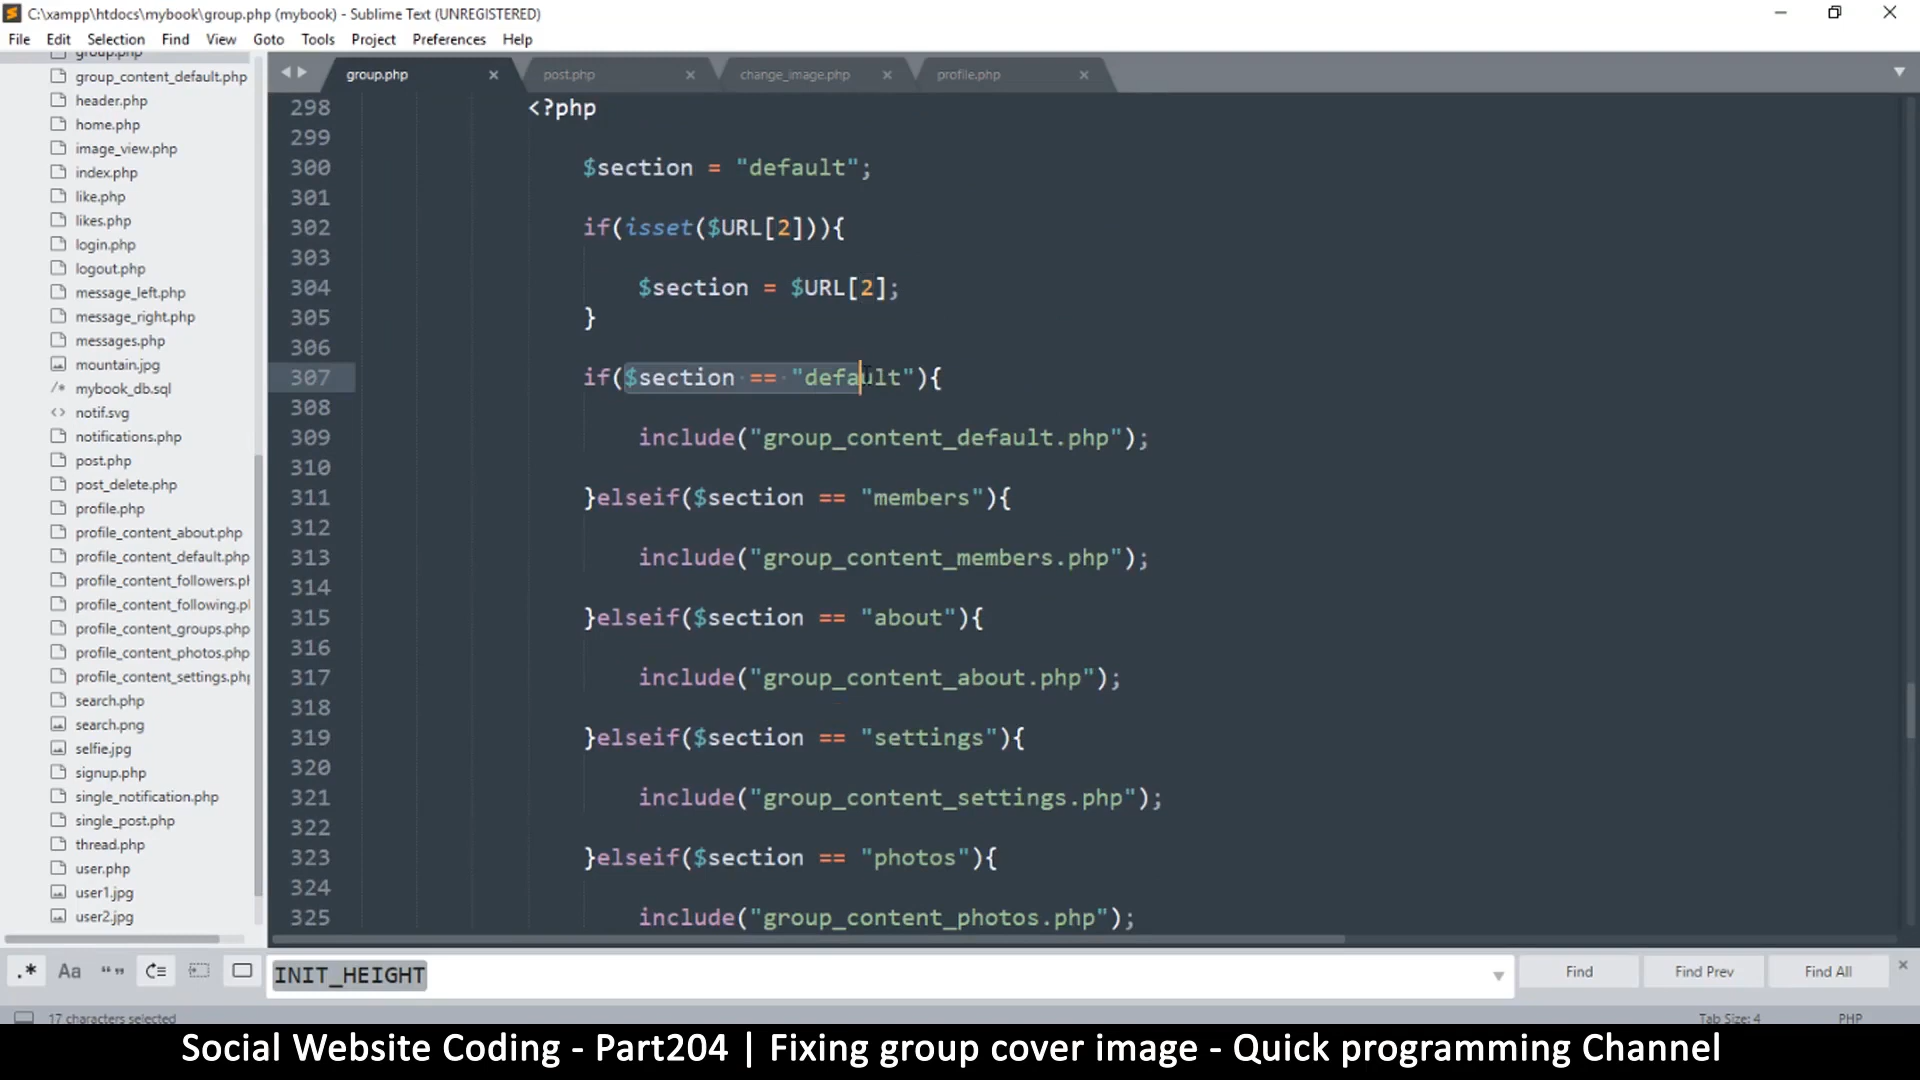 C:\xampp\htdocs\mybook\group.php (mybook) - Sublime Text (UNREGISTERED)
File Edit Selection Find View Goto Tools Project Preferences Help
group.php
group_content_default.php
header.php
home.php
image_view.php
index.php
like.php
likes.php
login.php
logout.php
message_left.php
message_right.php
messages.php
mountain.jpg
mybook_db.sql
notif.svg
notifications.php
post.php
post_delete.php
profile.php
profile_content_about.php
profile_content_default.php
profile_content_followers.ph
profile_content_following.p
profile_content_groups.php
profile_content_photos.php
profile_content_settings.php
search.php
search.png
selfie.jpg
signup.php
single_notification.php
single_post.php
thread.php
user.php
user1.jpg
user2.jpg
group.php post.php change_image.php profile.php
298 <?php
299
300 $section = "default";
301
302 if(isset($URL[2])){
303
304 $section = $URL[2];
305 }
306
307 if($section == "default"){
308
309 include("group_content_default.php");
310
311 }elseif($section == "members"){
312
313 include("group_content_members.php");
314
315 }elseif($section == "about"){
316
317 include("group_content_about.php");
318
319 }elseif($section == "settings"){
320
321 include("group_content_settings.php");
322
323 }elseif($section == "photos"){
324
325 include("group_content_photos.php");
.* Aa “” INIT_HEIGHT Find Find Prev Find All
17 characters selected Tab Size: 4 PHP
Social Website Coding - Part204 | Fixing group cover image - Quick programming Channel